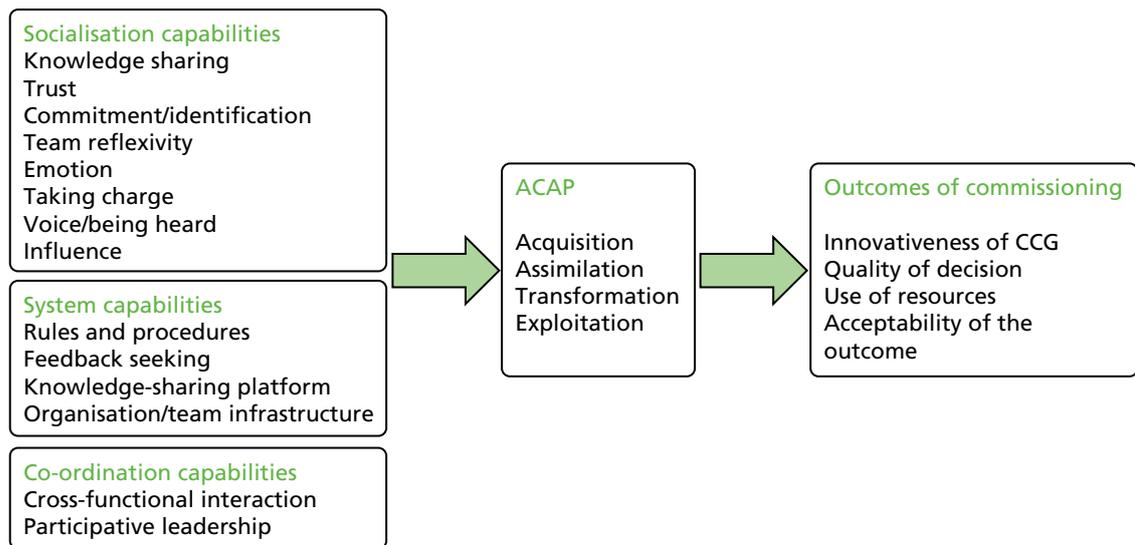 Socialisation capabilities
Knowledge sharing
Trust
Commitment/identification
Team reflexivity
Emotion
Taking charge
Voice/being heard
Influence
System capabilities
Rules and procedures
Feedback seeking
Knowledge-sharing platform
Organisation/team infrastructure
Co-ordination capabilities
Cross-functional interaction
Participative leadership
ACAP
Acquisition
Assimilation
Transformation
Exploitation
Outcomes of commissioning
Innovativeness of CCG
Quality of decision
Use of resources
Acceptability of the
outcome